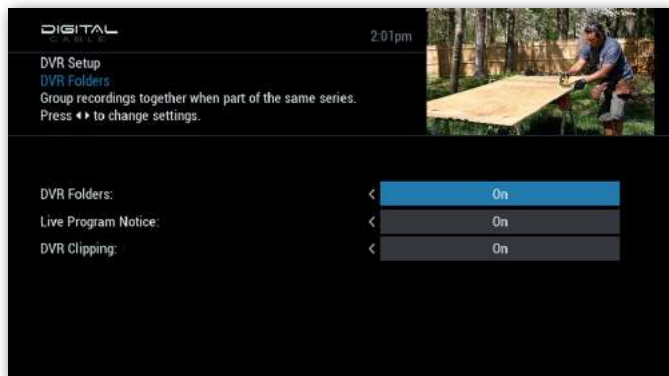 DIGITAL
CABLE
2:01pm
DVR Setup
DVR Folders
Group recordings together when part of the same series.
Press ◂ ▸ to change settings.
DVR Folders:
< On
Live Program Notice:
< On
DVR Clipping:
< On